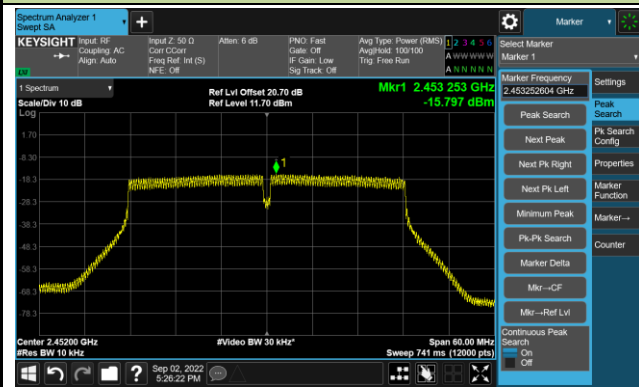 Spectrum Analyzer 1
Swept SA
Marker
KEYSIGHT
Input: RF
Coupling: AC
Align: Auto
Input Z: 50 Ω
Corr CCorr
Freq Ref: Int (S)
NFE: Off
Atten: 6 dB
PNO: Fast
Gate: Off
IF Gain: Low
Sig Track: Off
Avg Type: Power (RMS)
Avg|Hold: 100/100
Trig: Free Run
1 2 3 4 5 6
A W W W W W
A N N N N N
LXI
Select Marker
Marker 1
1 Spectrum
Scale/Div 10 dB
Log
Ref Lvl Offset 20.70 dB
Ref Level 11.70 dBm
Mkr1 2.453 253 GHz
-15.797 dBm
1
1.70
-8.30
-18.3
-28.3
-38.3
-48.3
-58.3
-68.3
-78.3
Center 2.45200 GHz
#Res BW 10 kHz
#Video BW 30 kHz*
Span 60.00 MHz
Sweep 741 ms (12000 pts)
Marker Frequency
2.453252604 GHz
Peak Search
Next Peak
Next Pk Right
Next Pk Left
Minimum Peak
Pk-Pk Search
Marker Delta
Mkr→CF
Mkr→Ref Lvl
Continuous Peak
Search
On
Off
Settings
Peak
Search
Pk Search
Config
Properties
Marker
Function
Marker→
Counter
?
Sep 02, 2022
5:26:22 PM